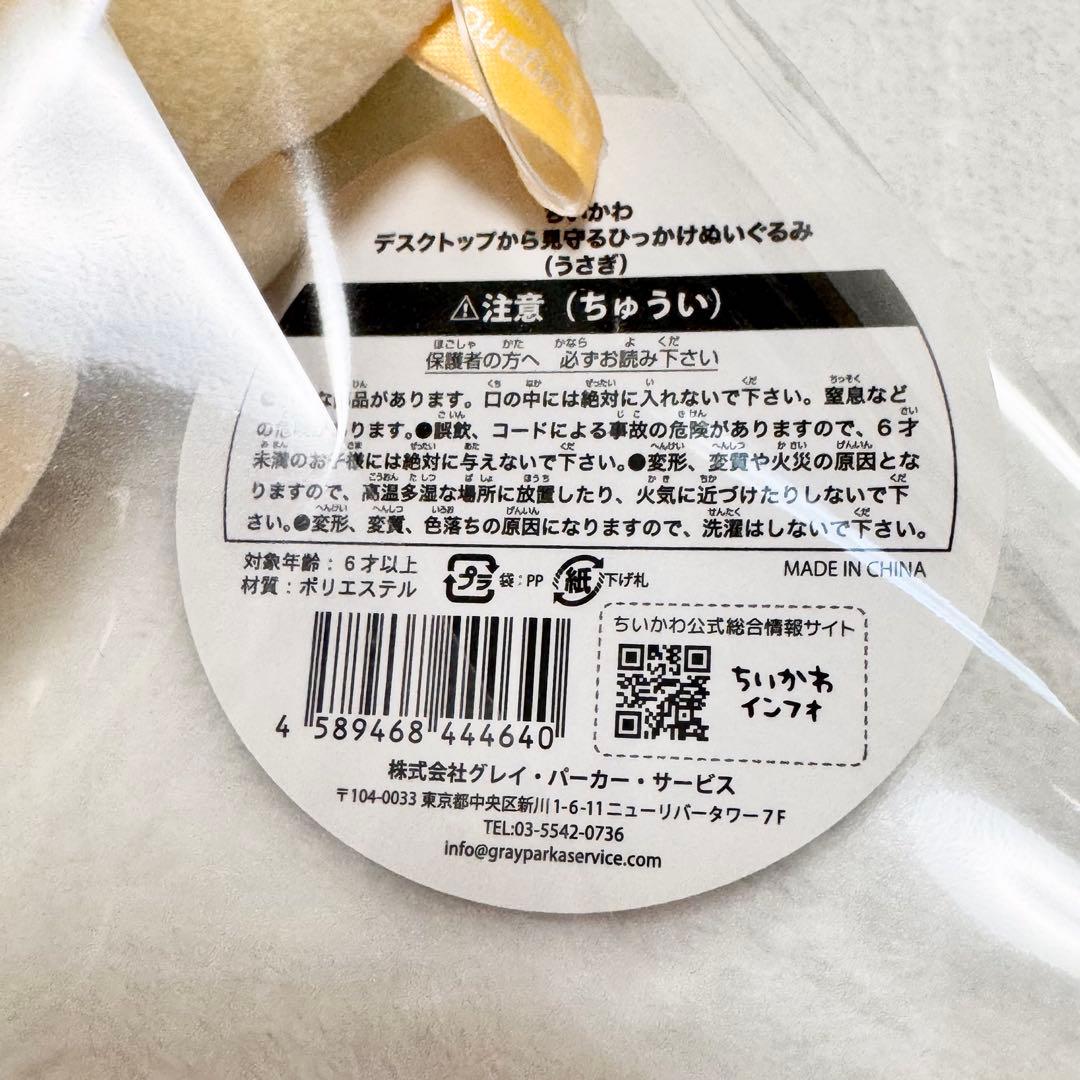 ちいかわ
デスクトップから見守るひっかけぬいぐるみ
(うさぎ)
⚠注意(ちゅうい)
保護者の方へ 必ずお読み下さい
品があります。口の中には絶対に入れないで下さい。窒息など
の危険があります。●誤飲、コードによる事故の危険がありますので、6才
未満のお子様には絶対に与えないで下さい。●変形、変質や火災の原因とな
りますので、高温多湿な場所に放置したり、火気に近づけたりしないで下
さい。●変形、変質、色落ちの原因になりますので、洗濯はしないで下さい。
対象年齢:6才以上
材質:ポリエステル
プラ 袋:PP 紙 下げ札
MADE IN CHINA
4 589468 444640
ちいかわ公式総合情報サイト
ちいかわ
インフォ
株式会社グレイ・パーカー・サービス
〒104-0033 東京都中央区新川1-6-11ニューリバータワー7F
TEL:03-5542-0736
info@grayparkaservice.com